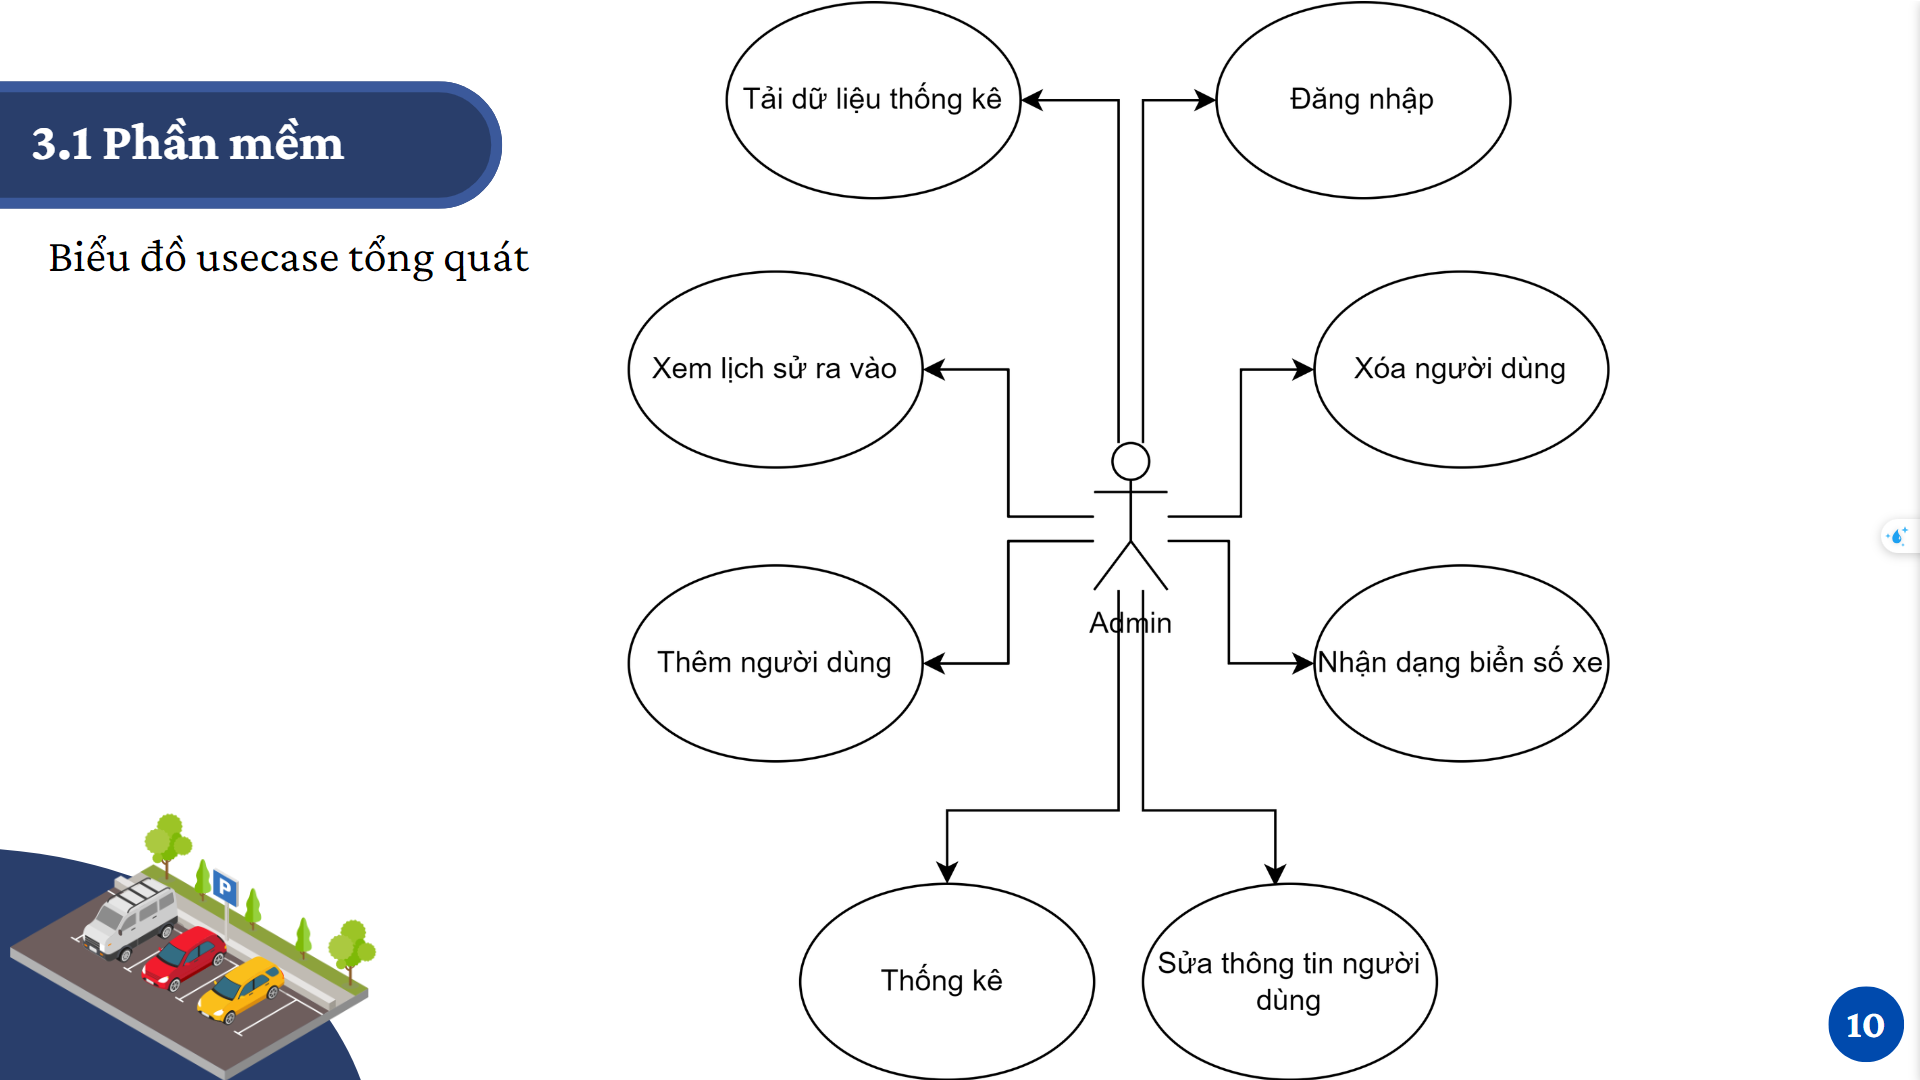 3.1 Phần mềm
Biểu đồ usecase tổng quát
Tải dữ liệu thống kê
Đăng nhập
Xem lịch sử ra vào
Xóa người dùng
Admin
Thêm người dùng
Nhận dạng biển số xe
Thống kê
Sửa thông tin người
dùng
P
10